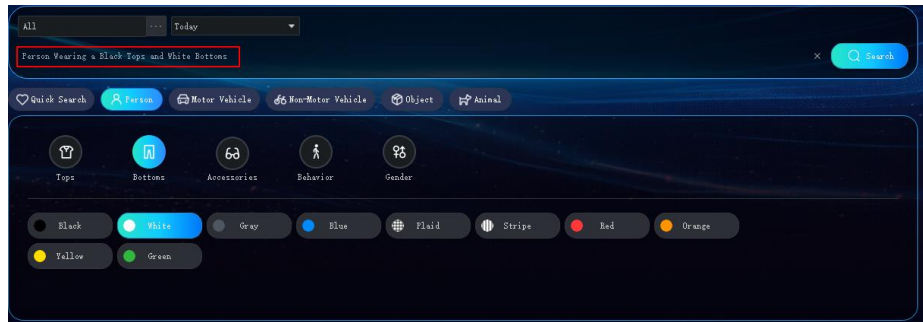 All ... Today
Person Wearing a Black Tops and White Bottoms × Search
Quick Search Person Motor Vehicle Non-Motor Vehicle Object Animal
Tops Bottoms Accessories Behavior Gender
Black White Gray Blue Plaid Stripe Red Orange
Yellow Green